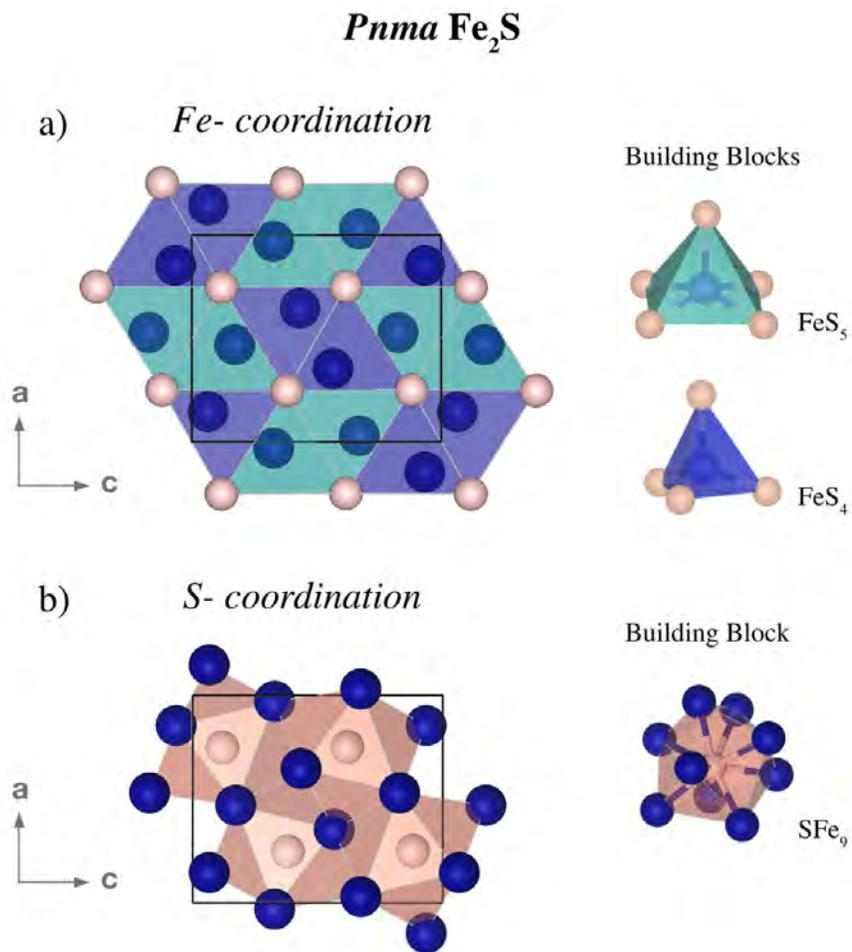 Pnma Fe₂S
a)
Fe- coordination
Building Blocks
FeS₅
a
FeS₄
c
b)
S- coordination
Building Block
a
SFe₉
c